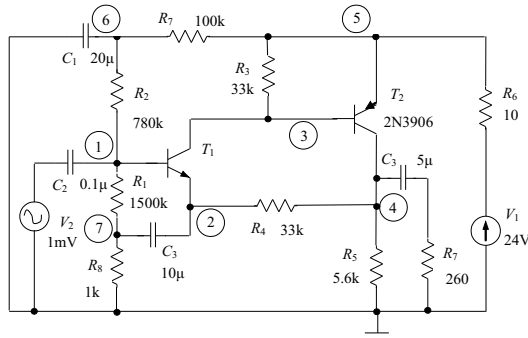 6
R7 100k
5
C1 20μ
R3
33k
R2
780k
T2
2N3906
R6
10
1
T1
3
C3 5μ
C2 0.1μ
R1
1500k
V2
1mV
7
C3
10μ
2
R4 33k
4
R5
5.6k
R7
260
V1
24V
R8
1k